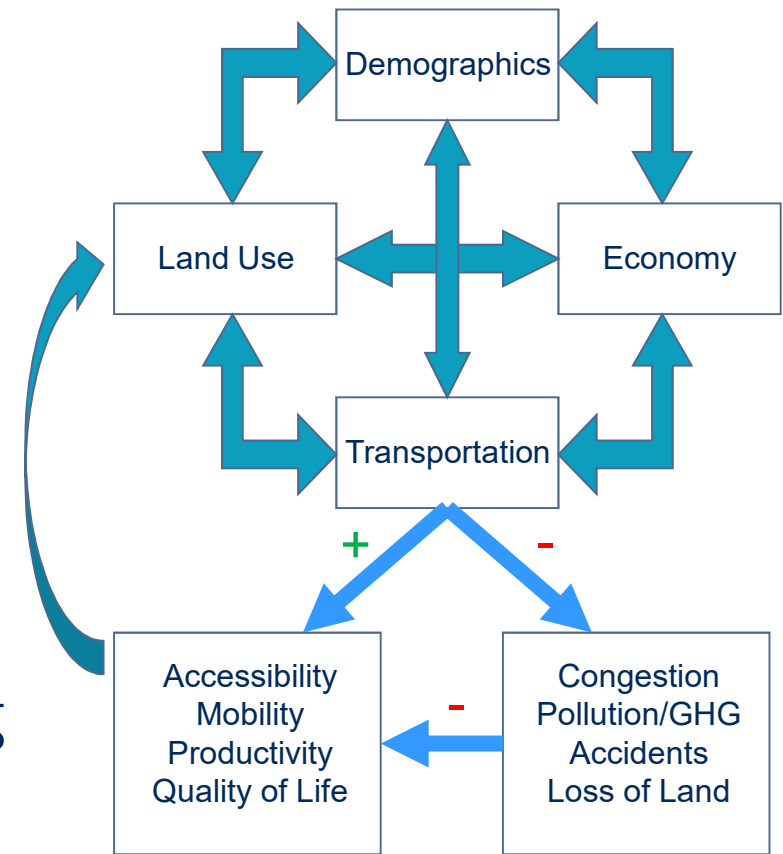 Demographics
Land Use
Economy
Transportation
+
-
Accessibility
Mobility
Productivity
Quality of Life
-
Congestion
Pollution/GHG
Accidents
Loss of Land